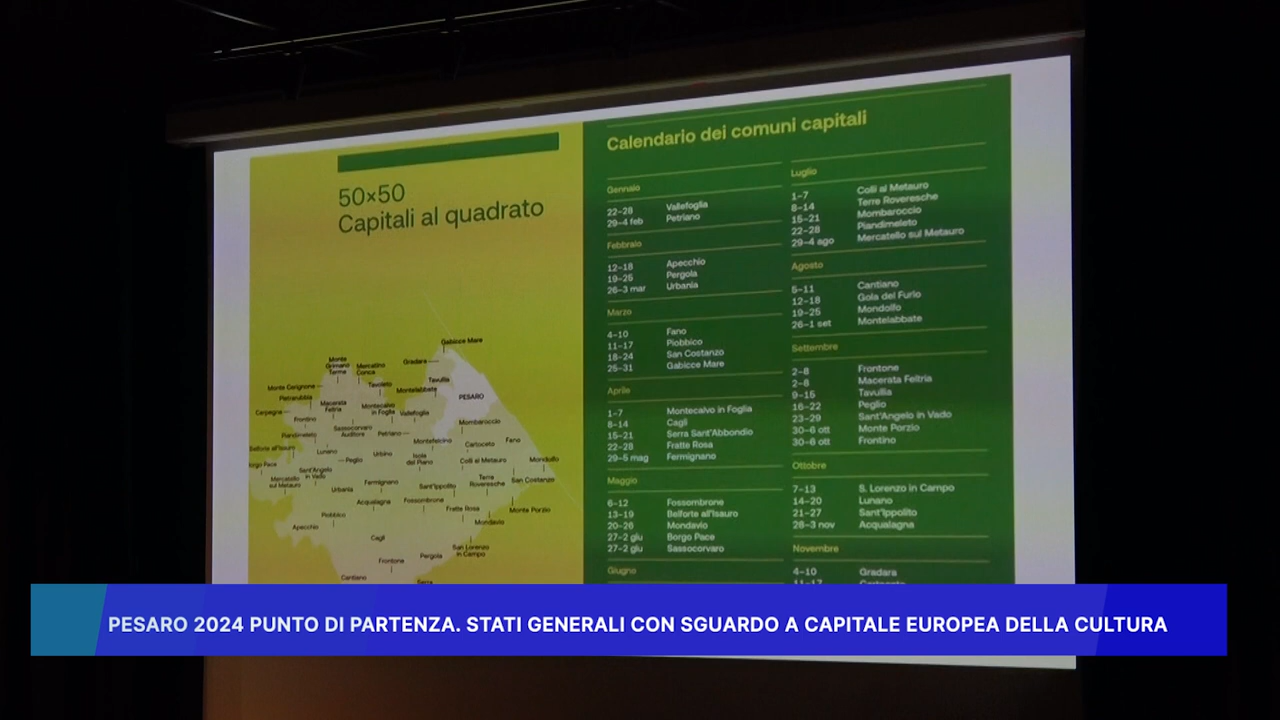 50×50
Capitali al quadrato
Gabicce Mare
Gradara
Monte
Grimano
Terme
Mercatino
Conca
Tavullia
Monte Cerignone
Tavoleto
Montelabbate
Pietrarubbia
PESARO
Macerata
Feltria
Montecalvo
in Foglia
Vallefoglia
Carpegna
Frontino
Mombaroccio
Sassocorvaro
Auditore
Petriano
Piandimeleto
Montefelcino
Cartoceto
Fano
Belforte all'Isauro
Lunano
Urbino
Isola
del Piano
Peglio
Colli al Metauro
Mondolfo
orgo Pace
Sant'Angelo
in Vado
Mercatello
sul Metauro
Fermignano
Terre
Roveresche
San Costanzo
Urbania
Sant'Ippolito
Acqualagna
Fossombrone
Fratte Rosa
Monte Porzio
Piobbico
Mondavio
Apecchio
Cagli
San Lorenzo
in Campo
Pergola
Frontone
Cantiano
Serra
Calendario dei comuni capitali
Gennaio
22–28 Vallefoglia
29–4 feb Petriano
Febbraio
12–18 Apecchio
19–25 Pergola
26–3 mar Urbania
Marzo
4–10 Fano
11–17 Piobbico
18–24 San Costanzo
25–31 Gabicce Mare
Aprile
1–7 Montecalvo in Foglia
8–14 Cagli
15–21 Serra Sant'Abbondio
22–28 Fratte Rosa
29–5 mag Fermignano
Maggio
6–12 Fossombrone
13–19 Belforte all'Isauro
20–26 Mondavio
27–2 giu Borgo Pace
27–2 giu Sassocorvaro
Giugno
Luglio
1–7 Colli al Metauro
8–14 Terre Roveresche
15–21 Mombaroccio
22–28 Piandimeleto
29–4 ago Mercatello sul Metauro
Agosto
5–11 Cantiano
12–18 Gola del Furlo
19–25 Mondolfo
26–1 set Montelabbate
Settembre
2–8 Frontone
2–8 Macerata Feltria
9–15 Tavullia
16–22 Peglio
23–29 Sant'Angelo in Vado
30–6 ott Monte Porzio
30–6 ott Frontino
Ottobre
7–13 S. Lorenzo in Campo
14–20 Lunano
21–27 Sant'Ippolito
28–3 nov Acqualagna
Novembre
4–10 Gradara
PESARO 2024 PUNTO DI PARTENZA. STATI GENERALI CON SGUARDO A CAPITALE EUROPEA DELLA CULTURA